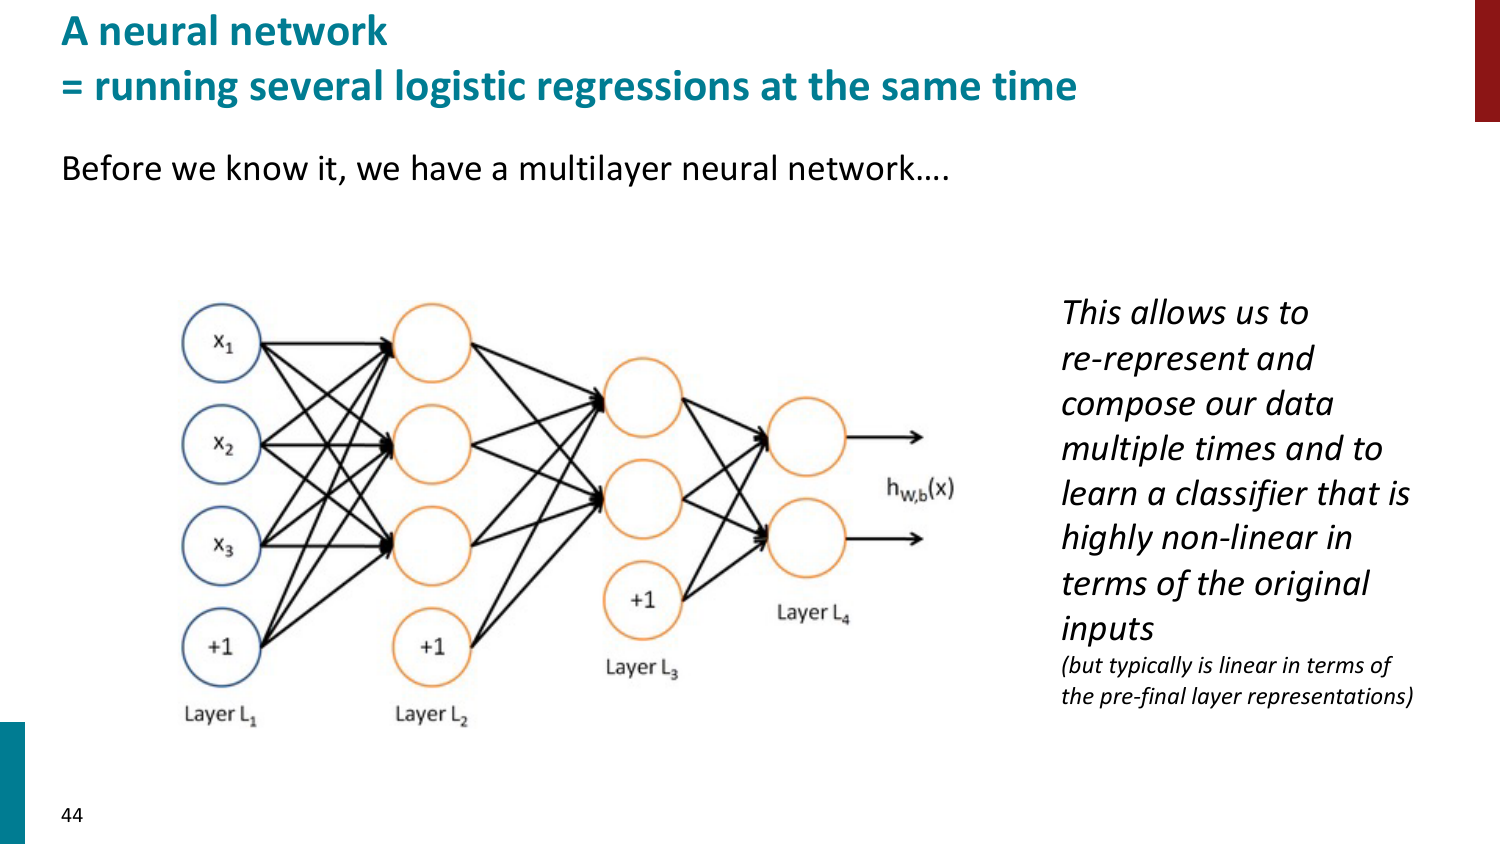 A neural network
= running several logistic regressions at the same time
Before we know it, we have a multilayer neural network….
x₁
x₂
x₃
+1
Layer L₁
+1
Layer L₂
+1
Layer L₃
Layer L₄
h_W,b(x)
This allows us to
re-represent and
compose our data
multiple times and to
learn a classifier that is
highly non-linear in
terms of the original
inputs
(but typically is linear in terms of
the pre-final layer representations)
44